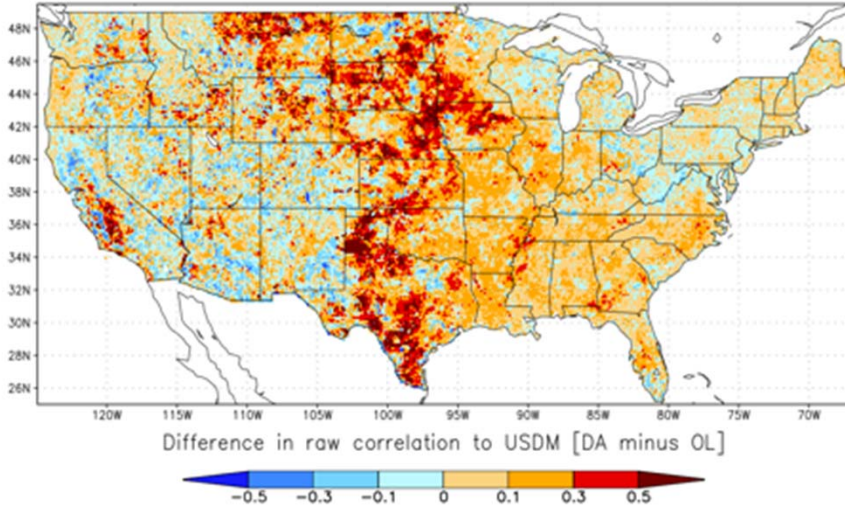 48N
46N
44N
42N
40N
38N
36N
34N
32N
30N
28N
26N
120W 115W 110W 105W 100W 95W 90W 85W 80W 75W 70W
Difference in raw correlation to USDM [DA minus OL]
-0.5 -0.3 -0.1 0 0.1 0.3 0.5